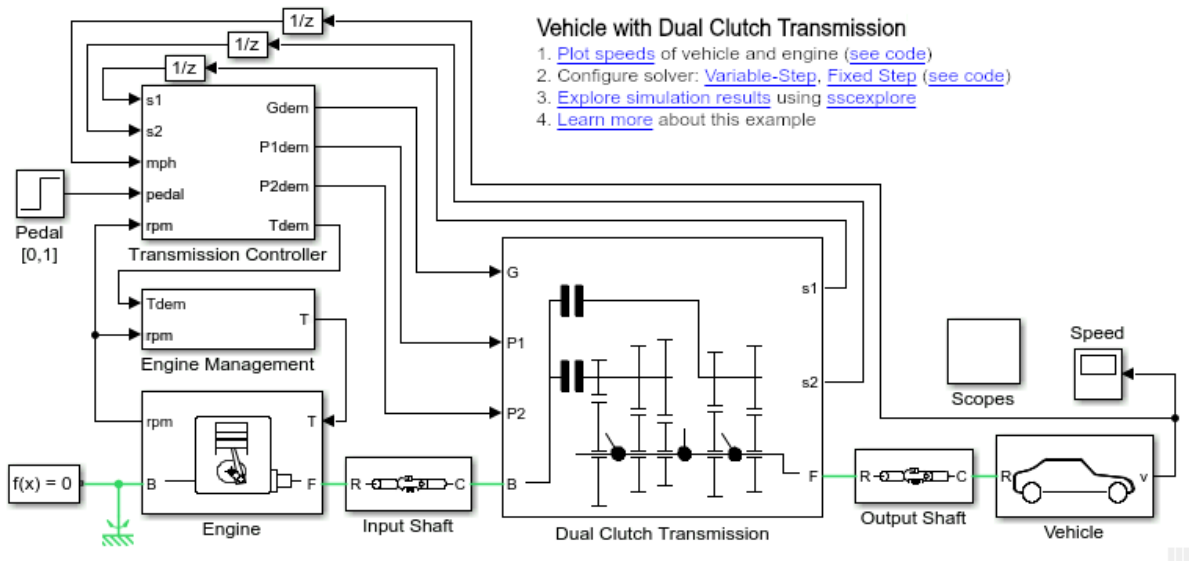 1/z
1/z
1/z
Vehicle with Dual Clutch Transmission
1. Plot speeds of vehicle and engine (see code)
2. Configure solver: Variable-Step, Fixed Step (see code)
3. Explore simulation results using sscexplore
4. Learn more about this example
s1
s2
mph
pedal
rpm
Gdem
P1dem
P2dem
Tdem
Transmission Controller
Pedal
[0,1]
Tdem
rpm
T
Engine Management
rpm
T
B
F
Engine
f(x) = 0
R
C
Input Shaft
G
P1
P2
B
s1
s2
F
Dual Clutch Transmission
Scopes
Speed
R
C
Output Shaft
R
v
Vehicle